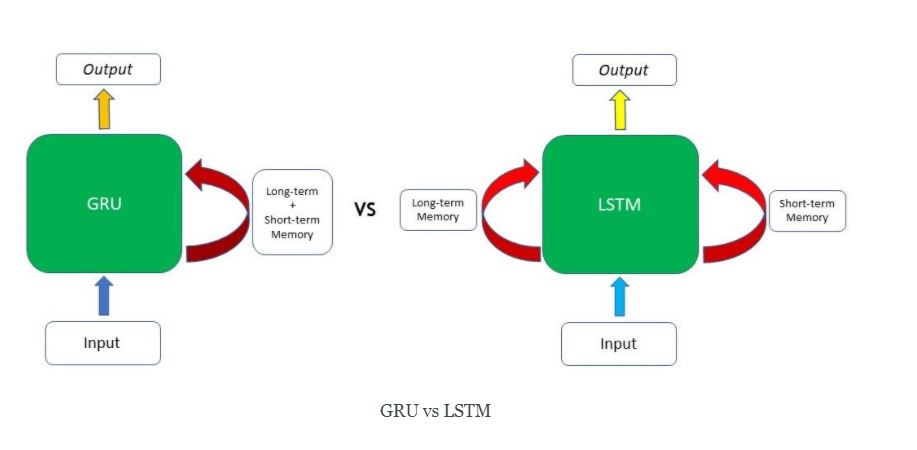 Output
GRU
Long-term
+
Short-term
Memory
Input
VS
Output
Long-term
Memory
LSTM
Short-term
Memory
Input
GRU vs LSTM